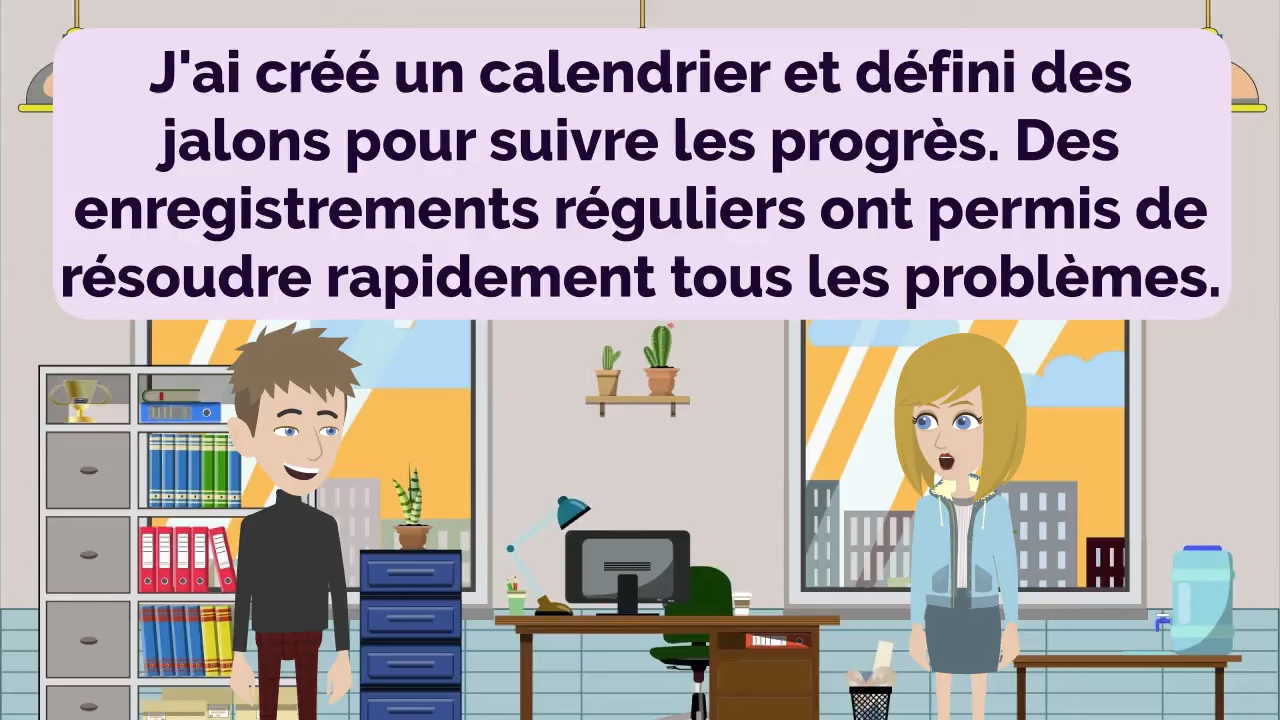 J'ai créé un calendrier et défini des
jalons pour suivre les progrès. Des
enregistrements réguliers ont permis de
résoudre rapidement tous les problèmes.